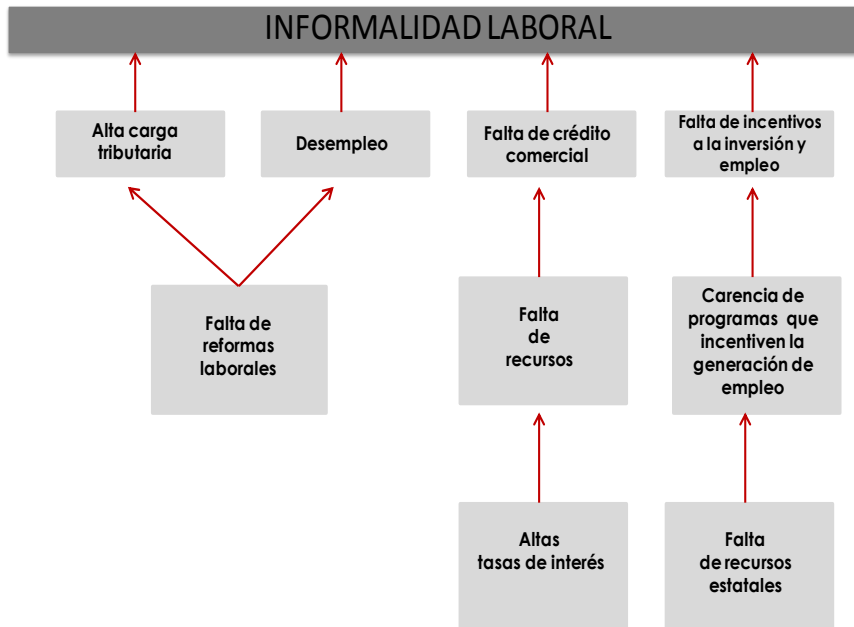 INFORMALIDAD LABORAL
Alta carga
tributaria
Desempleo
Falta de crédito
comercial
Falta de incentivos
a la inversión y
empleo
Falta de
reformas
laborales
Falta
de
recursos
Carencia de
programas que
incentiven la
generación de
empleo
Altas
tasas de interés
Falta
de recursos
estatales